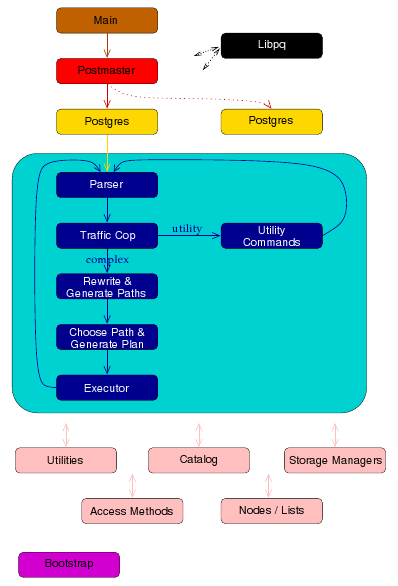 Main
Libpq
Postmaster
Postgres
Postgres
Parser
Traffic Cop
utility
Utility
Commands
complex
Rewrite &
Generate Paths
Choose Path &
Generate Plan
Executor
Utilities
Catalog
Storage Managers
Access Methods
Nodes / Lists
Bootstrap